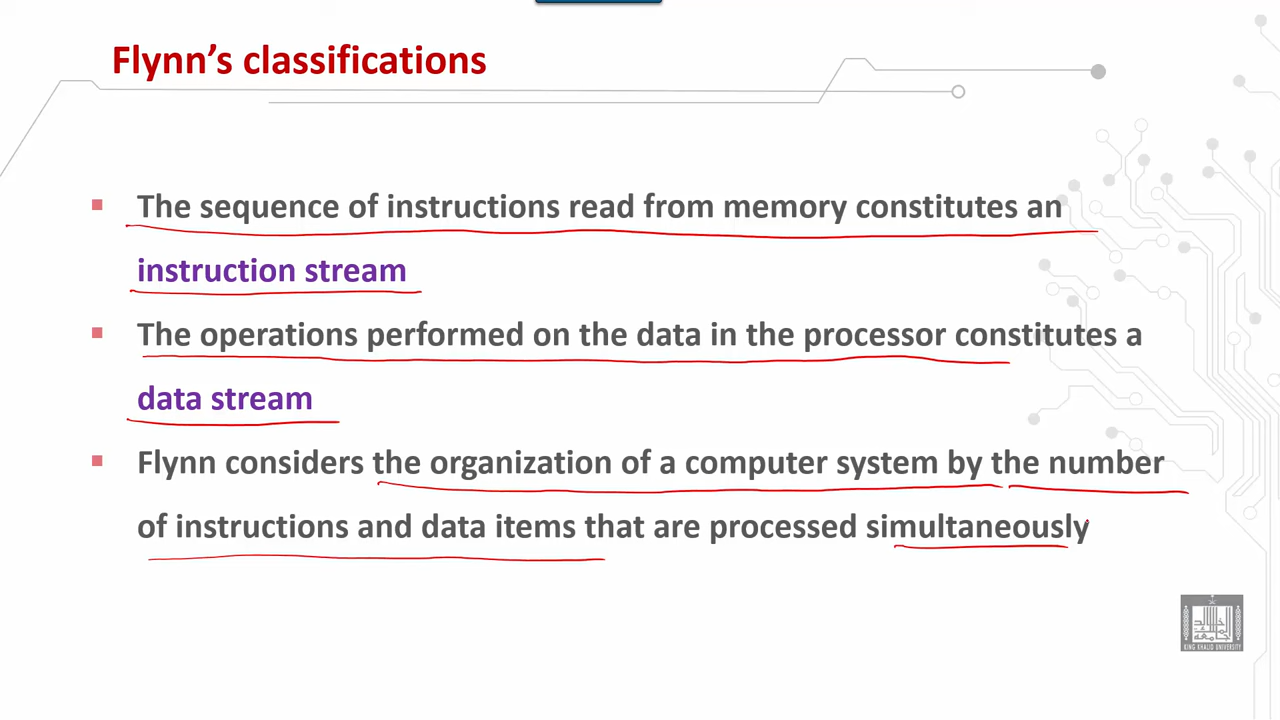 Flynn's classifications
The sequence of instructions read from memory constitutes an
instruction stream
The operations performed on the data in the processor constitutes a
data stream
Flynn considers the organization of a computer system by the number
of instructions and data items that are processed simultaneously
KING KHALID UNIVERSITY